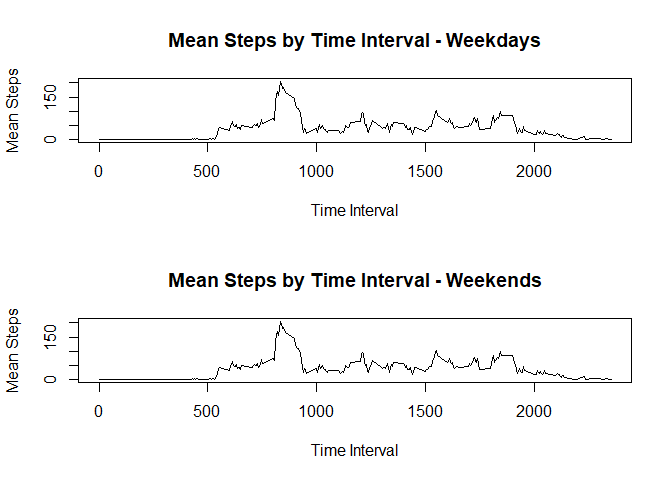 Mean Steps by Time Interval - Weekdays
Mean Steps
150
0
0 500 1000 1500 2000
Time Interval
Mean Steps by Time Interval - Weekends
Mean Steps
150
0
0 500 1000 1500 2000
Time Interval